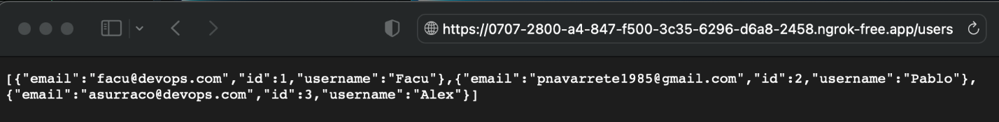 https://0707-2800-a4-847-f500-3c35-6296-d6a8-2458.ngrok-free.app/users
[{"email":"facu@devops.com","id":1,"username":"Facu"},{"email":"pnavarrete1985@gmail.com","id":2,"username":"Pablo"},
{"email":"asurraco@devops.com","id":3,"username":"Alex"}]